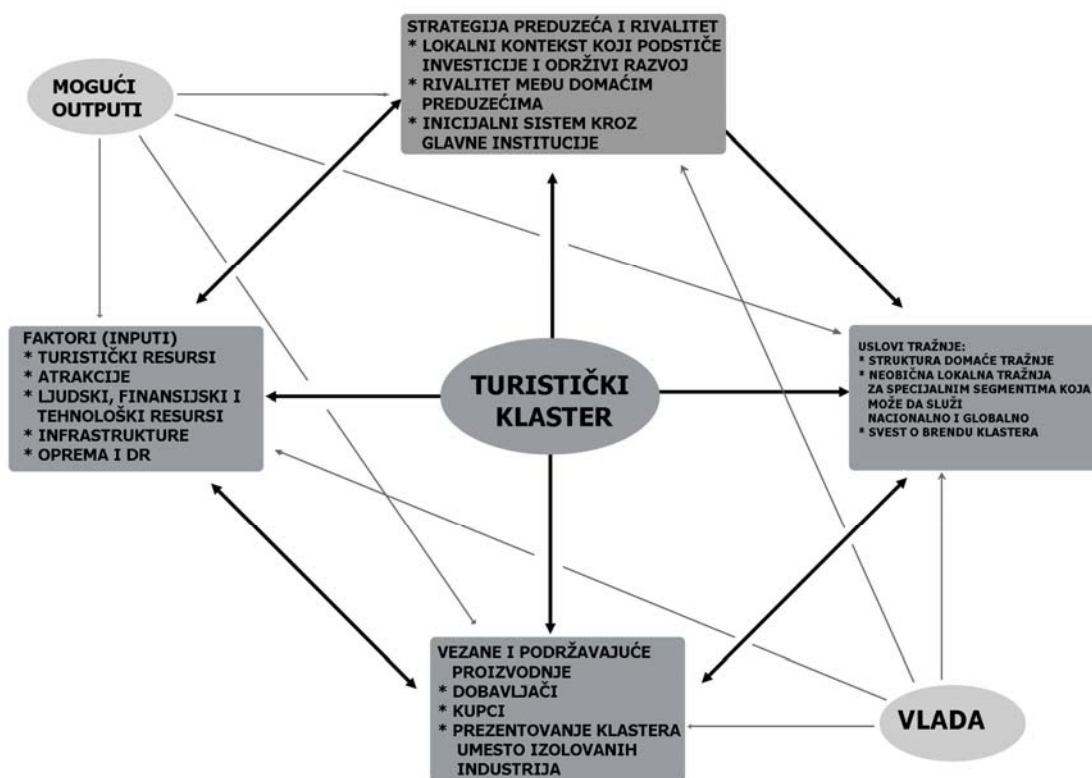 STRATEGIJA PREDUZEĆA I RIVALITET
* LOKALNI KONTEKST KOJI PODSTIČE
INVESTICIJE I ODRŽIVI RAZVOJ
* RIVALITET MEĐU DOMAĆIM
PREDUZEĆIMA
* INICIJALNI SISTEM KROZ
GLAVNE INSTITUCIJE
MOGUĆI
OUTPUTI
FAKTORI (INPUTI)
* TURISTIČKI RESURSI
* ATRAKCIJE
* LJUDSKI, FINANSIJSKI I
TEHNOLOŠKI RESURSI
* INFRASTRUKTURE
* OPREMA I DR
TURISTIČKI
KLASTER
USLOVI TRAŽNJE:
* STRUKTURA DOMAĆE TRAŽNJE
* NEOBIČNA LOKALNA TRAŽNJA
ZA SPECIJALNIM SEGMENTIMA KOJA
MOŽE DA SLUŽI
NACIONALNO I GLOBALNO
* SVEST O BRENDU KLASTERA
VEZANE I PODRŽAVAJUĆE
PROIZVODNJE
* DOBAVLJAČI
* KUPCI
* PREZENTOVANJE KLASTERA
UMESTO IZOLOVANIH
INDUSTRIJA
VLADA